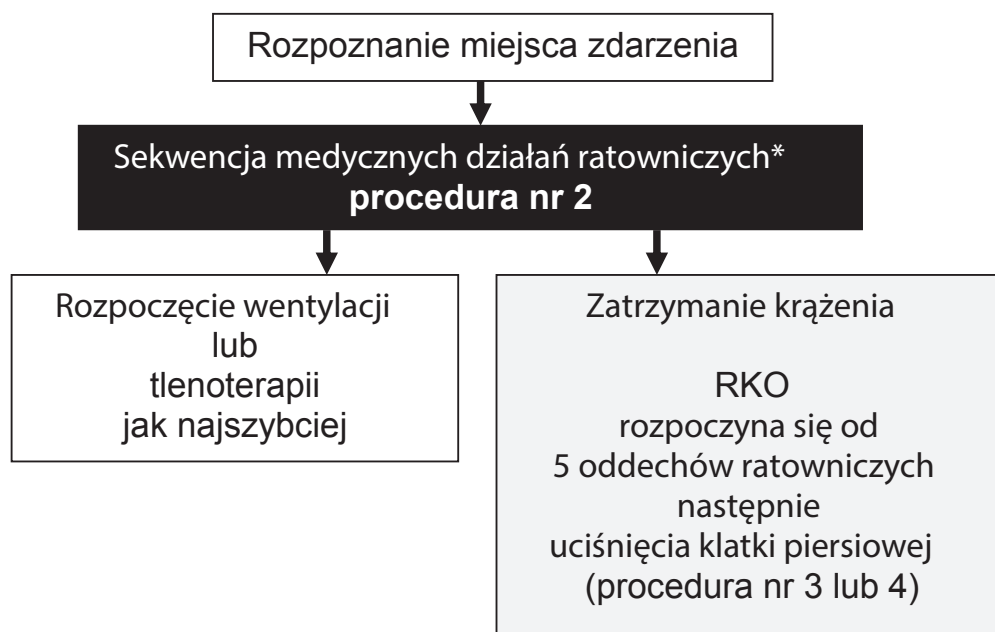 Rozpoznanie miejsca zdarzenia
Sekwencja medycznych działań ratowniczych*
procedura nr 2
Rozpoczęcie wentylacji
lub
tlenoterapii
jak najszybciej
Zatrzymanie krążenia
RKO
rozpoczyna się od
5 oddechów ratowniczych
następnie
uciśnięcia klatki piersiowej
(procedura nr 3 lub 4)